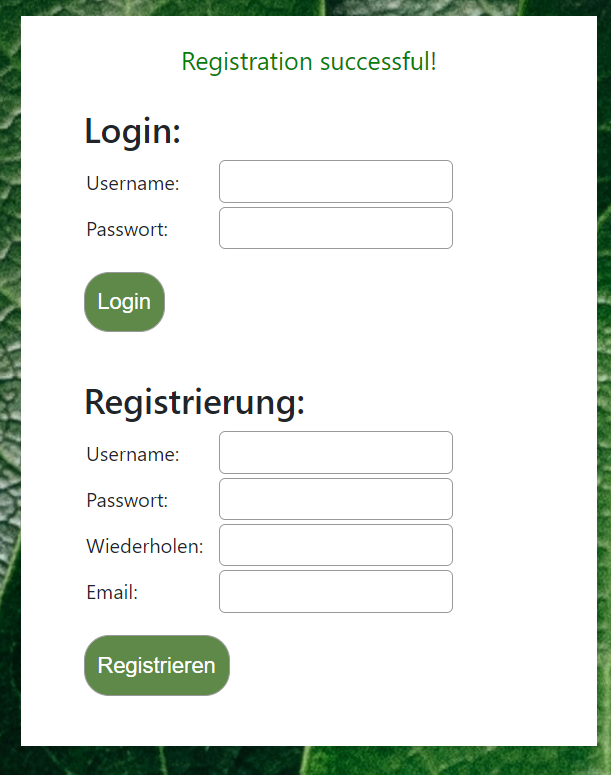 Registration successful!
Login:
Username:
Passwort:
Login
Registrierung:
Username:
Passwort:
Wiederholen:
Email:
Registrieren